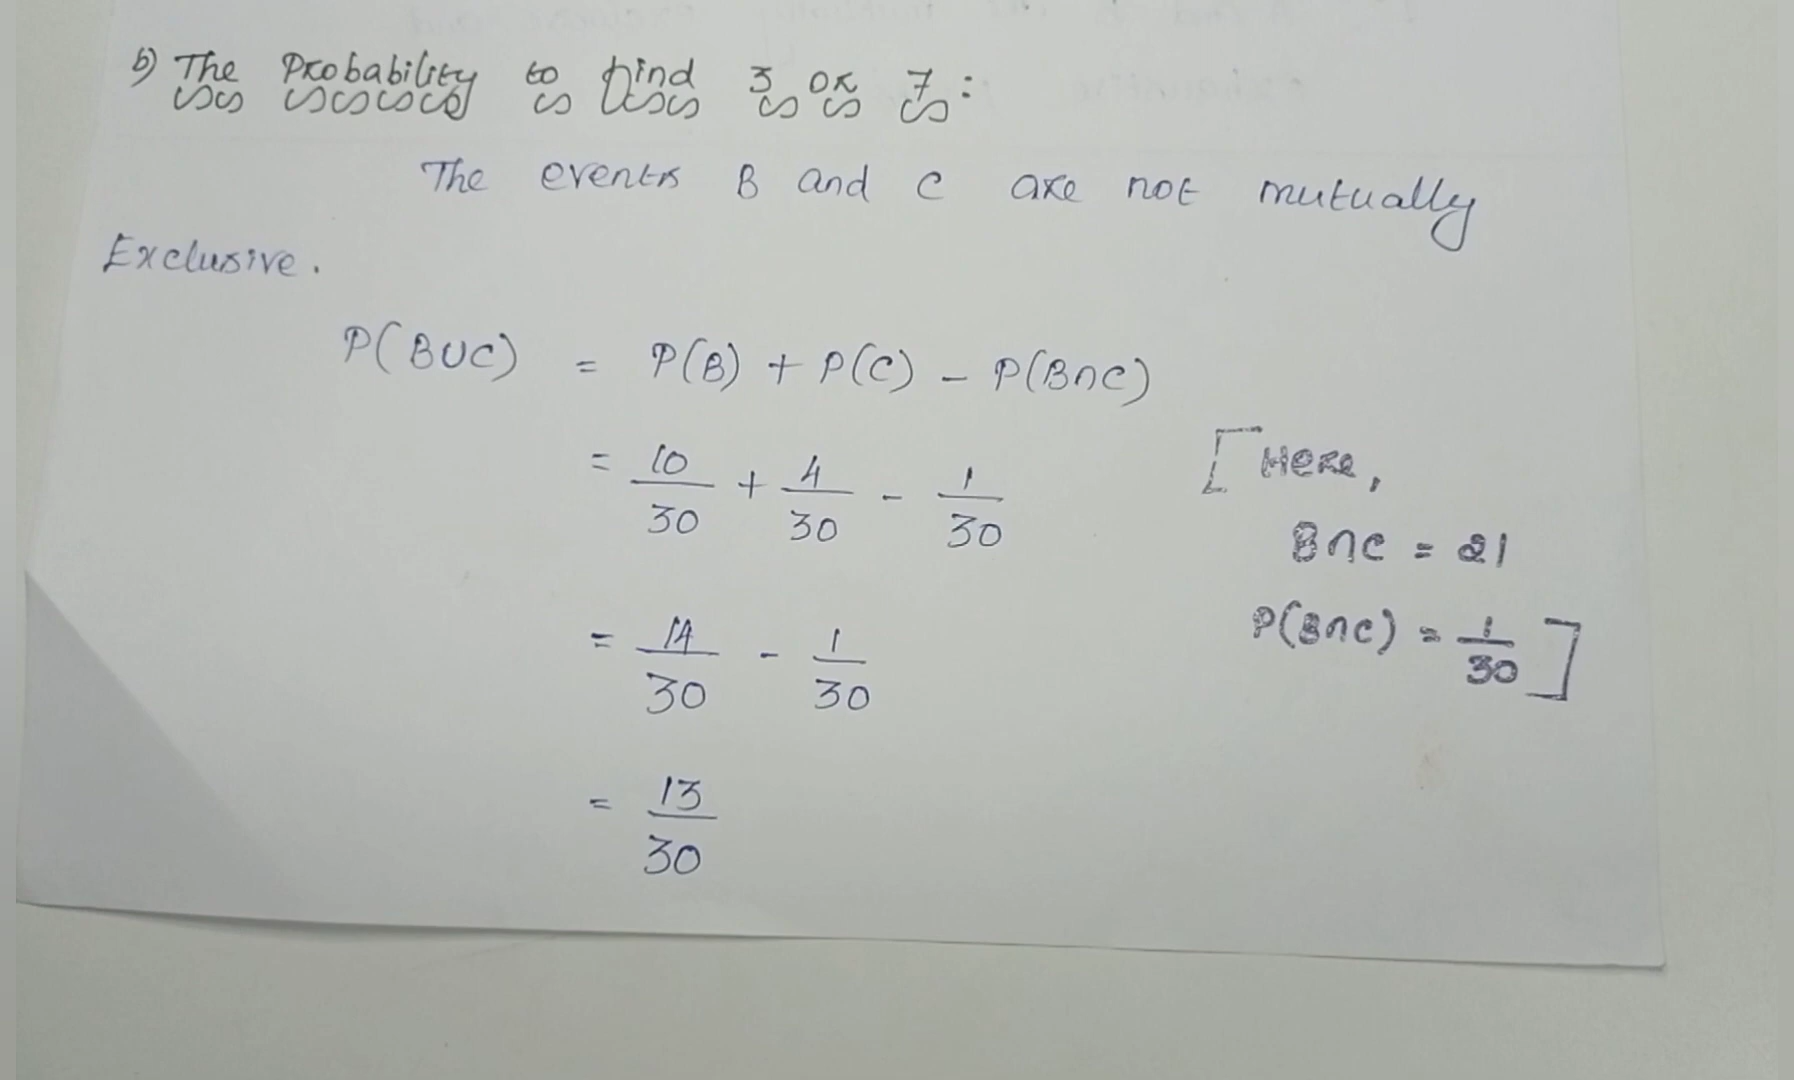 b) The Probability to find 3 or 7:
The events B and C are not mutually
Exclusive.
P(B∪C) = P(B) + P(C) - P(B∩C)
= 10/30 + 4/30 - 1/30
[Here,
B∩C = 21
= 14/30 - 1/30
P(B∩C) = 1/30]
= 13/30